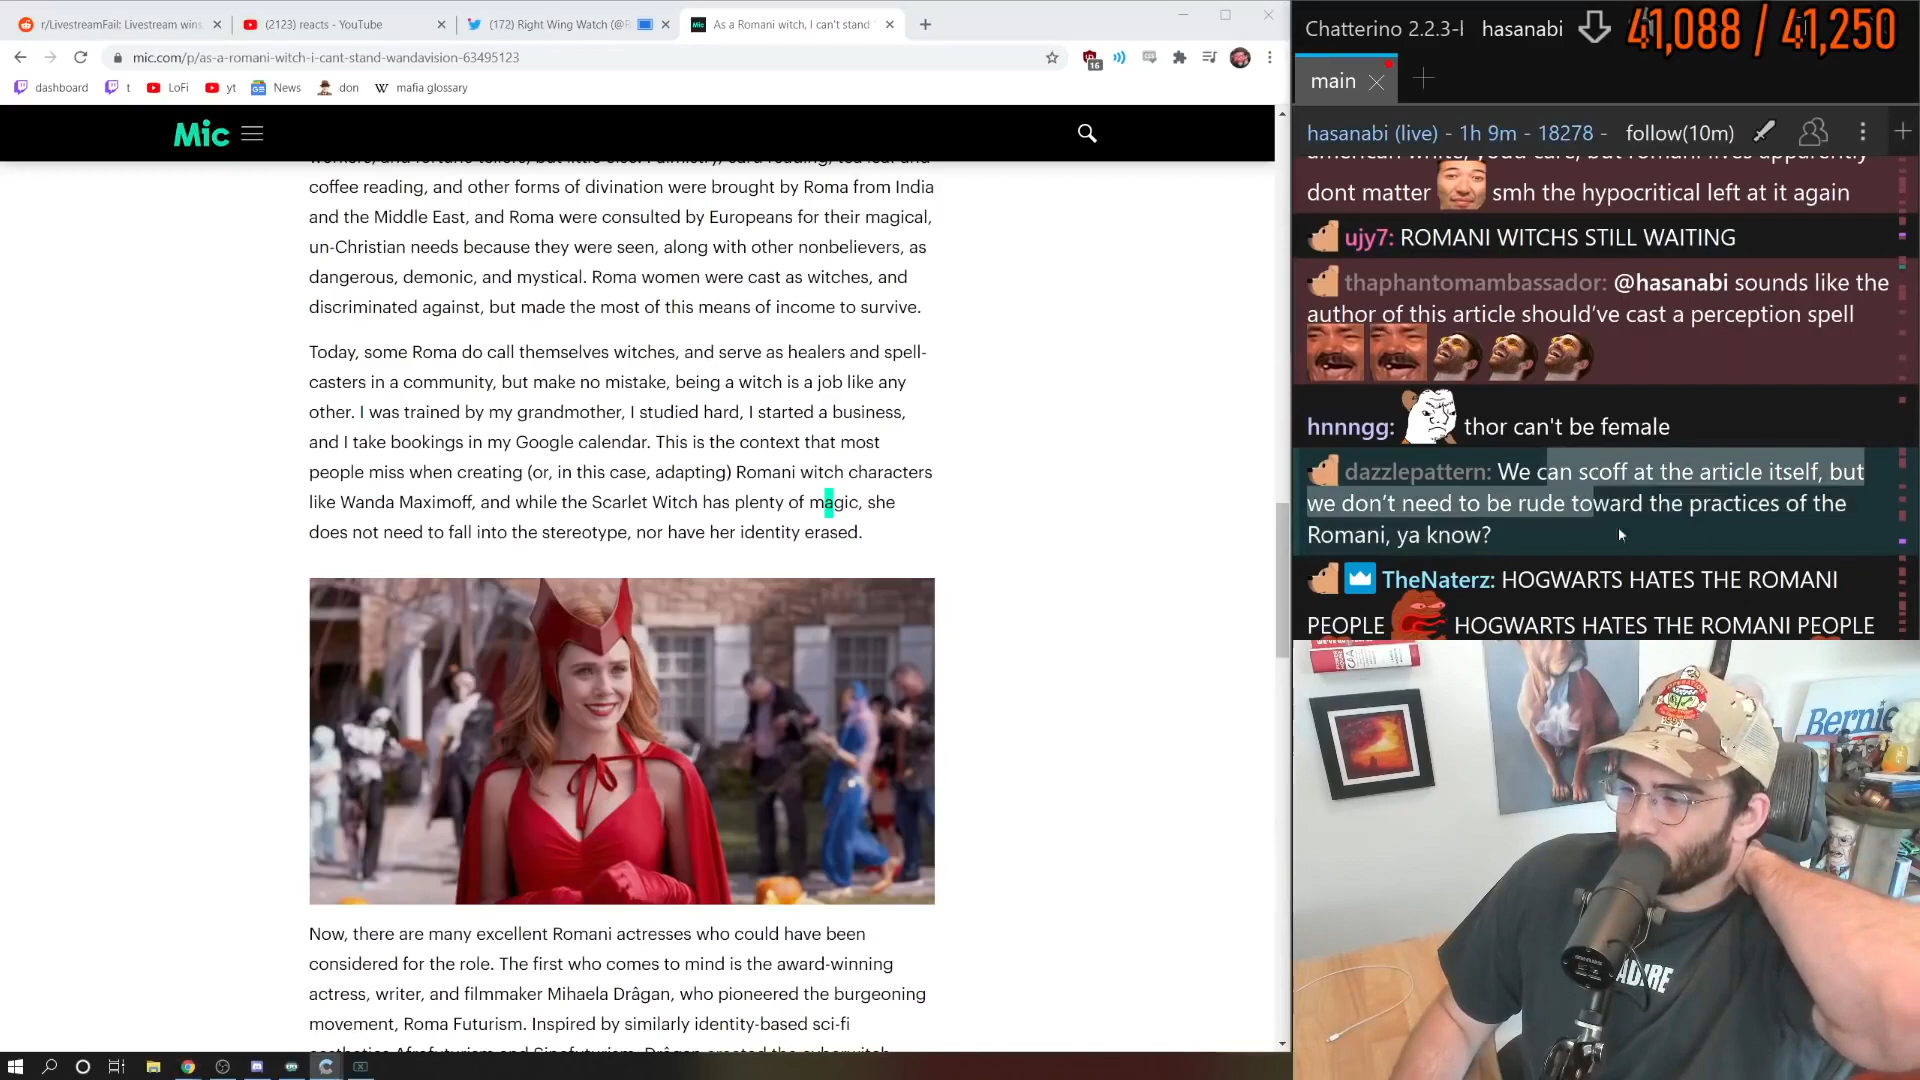 r/LivestreamFail: Livestream wins,
(2123) reacts - YouTube
(172) Right Wing Watch (@R
As a Romani witch, I can't stand
mic.com/p/as-a-romani-witch-i-cant-stand-wandavision-63495123
16
dashboard
t
LoFi
yt
News
don
W mafia glossary
Mic
coffee reading, and other forms of divination were brought by Roma from India
and the Middle East, and Roma were consulted by Europeans for their magical,
un-Christian needs because they were seen, along with other nonbelievers, as
dangerous, demonic, and mystical. Roma women were cast as witches, and
discriminated against, but made the most of this means of income to survive.
Today, some Roma do call themselves witches, and serve as healers and spell-
casters in a community, but make no mistake, being a witch is a job like any
other. I was trained by my grandmother, I studied hard, I started a business,
and I take bookings in my Google calendar. This is the context that most
people miss when creating (or, in this case, adapting) Romani witch characters
like Wanda Maximoff, and while the Scarlet Witch has plenty of magic, she
does not need to fall into the stereotype, nor have her identity erased.
Now, there are many excellent Romani actresses who could have been
considered for the role. The first who comes to mind is the award-winning
actress, writer, and filmmaker Mihaela Drâgan, who pioneered the burgeoning
movement, Roma Futurism. Inspired by similarly identity-based sci-fi
Chatterino 2.2.3-l
hasanabi
41,088 / 41,250
main
hasanabi (live) - 1h 9m - 18278 -
follow(10m)
american white, youd care, but romani lives apparently
dont matter smh the hypocritical left at it again
ujy7: ROMANI WITCHS STILL WAITING
thaphantomambassador: @hasanabi sounds like the
author of this article should've cast a perception spell
hnnngg: thor can't be female
dazzlepattern: We can scoff at the article itself, but
we don't need to be rude toward the practices of the
Romani, ya know?
TheNaterz: HOGWARTS HATES THE ROMANI
PEOPLE HOGWARTS HATES THE ROMANI PEOPLE
Bernie